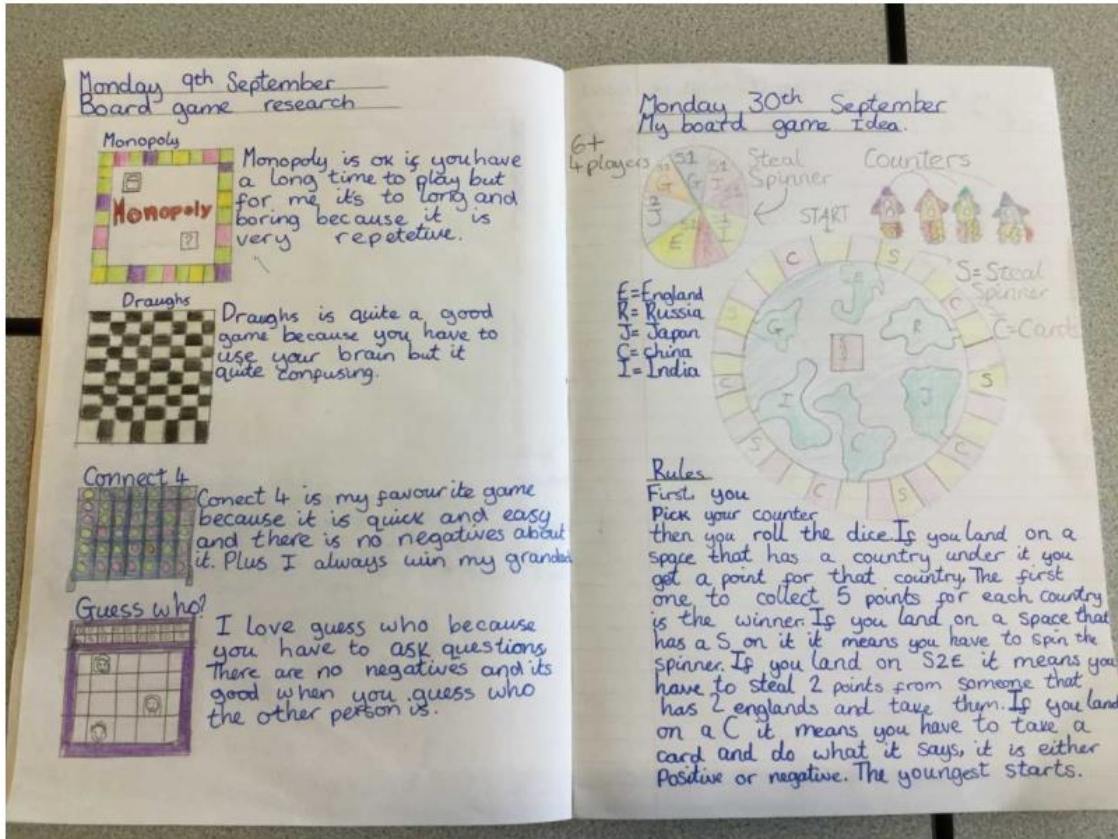 Monday 9th September
Board game research
Monopoly
Monopoly
?
Monopoly is ok if you have
a long time to play but
for me it's to long and
boring because it is
very repetetive.
Draughs
Draughs is quite a good
game because you have to
use your brain but it
quite confusing.
Connect 4
Conect 4 is my favourite game
because it is quick and easy
and there is no negatives about
it. Plus I always win my grandad
Guess who?
I love guess who because
you have to ask questions
There are no negatives and its
good when you guess who
the other person is.
Monday 30th September
My board game Idea.
6+
4 players
Steal
Spinner
Counters
START
S = Steal
Spinner
C = Cards
E = England
R = Russia
J = Japan
C = china
I = India
Rules
First, you
Pick your counter
then you roll the dice. If you land on a
space that has a country under it you
get a point for that country. The first
one to collect 5 points for each country
is the winner. If you land on a space that
has a S on it it means you have to spin the
spinner. If you land on S2E it means you
have to steal 2 points from someone that
has 2 englands and take them. If you land
on a C it means you have to take a
card and do what it says, it is either
Positive or negative. The youngest starts.